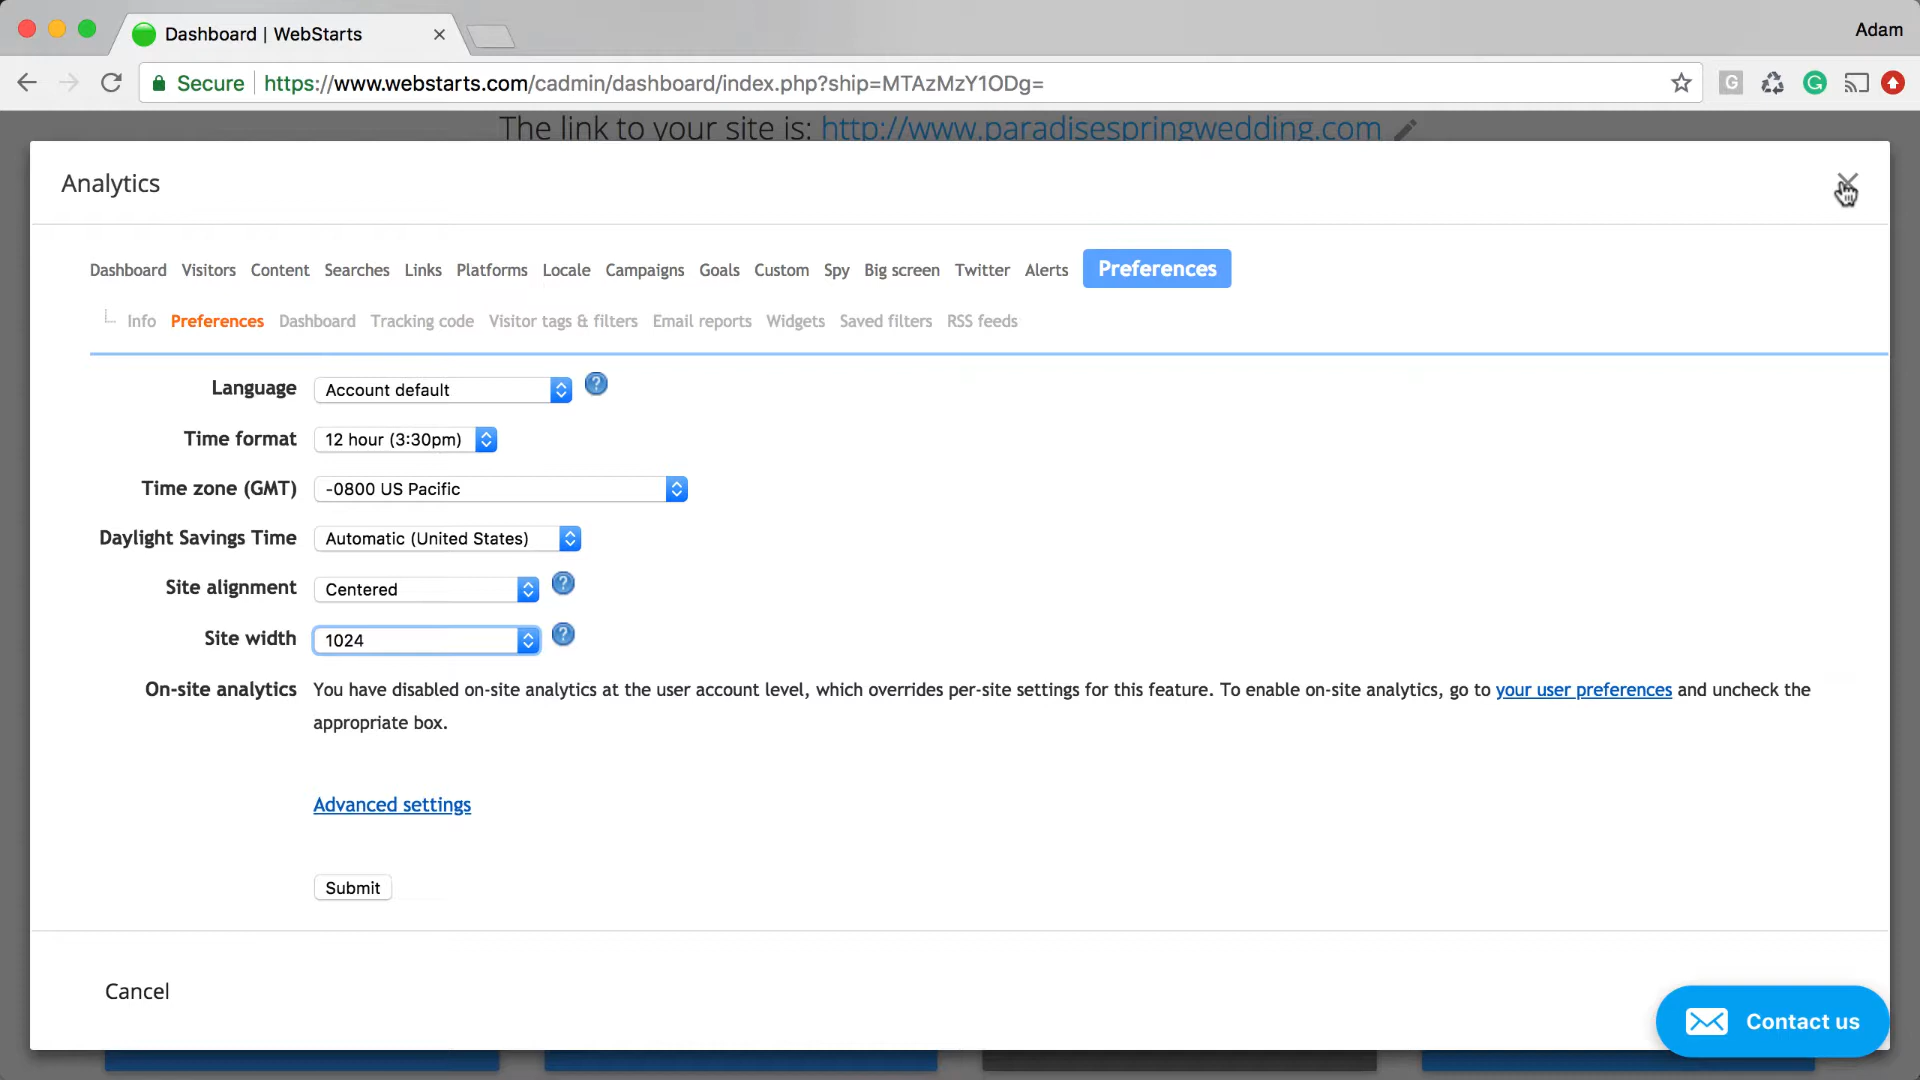 Dashboard | WebStarts
Adam
Secure
https://www.webstarts.com/cadmin/dashboard/index.php?ship=MTAzMzY1ODg=
The link to your site is: http://www.paradisespringwedding.com
Analytics
Dashboard Visitors Content Searches Links Platforms Locale Campaigns Goals Custom Spy Big screen Twitter Alerts Preferences
Info Preferences Dashboard Tracking code Visitor tags & filters Email reports Widgets Saved filters RSS feeds
Language Account default ?
Time format 12 hour (3:30pm)
Time zone (GMT) -0800 US Pacific
Daylight Savings Time Automatic (United States)
Site alignment Centered ?
Site width 1024 ?
On-site analytics You have disabled on-site analytics at the user account level, which overrides per-site settings for this feature. To enable on-site analytics, go to your user preferences and uncheck the
appropriate box.
Advanced settings
Submit
Cancel
Contact us